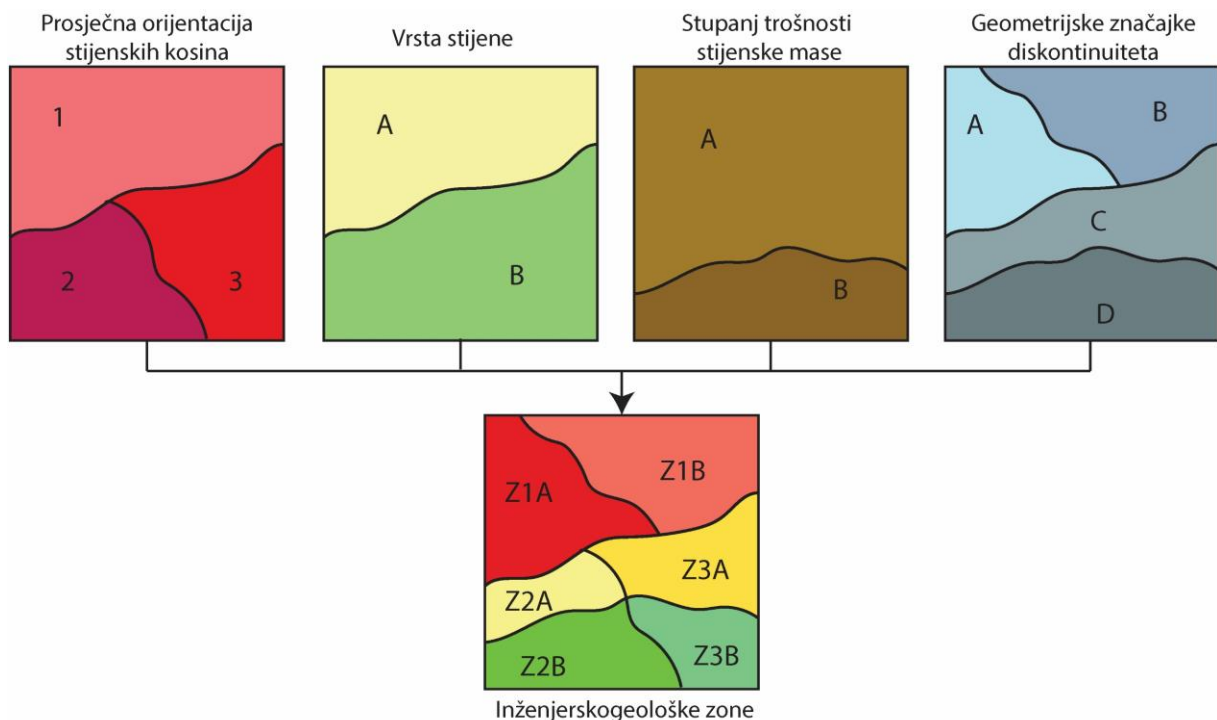 Prosječna orijentacija
stijenskih kosina
Vrsta stijene
Stupanj trošnosti
stijenske mase
Geometrijske značajke
diskontinuiteta
1
2
3
A
B
A
B
A
B
C
D
Z1A
Z1B
Z2A
Z3A
Z2B
Z3B
Inženjerskogeološke zone